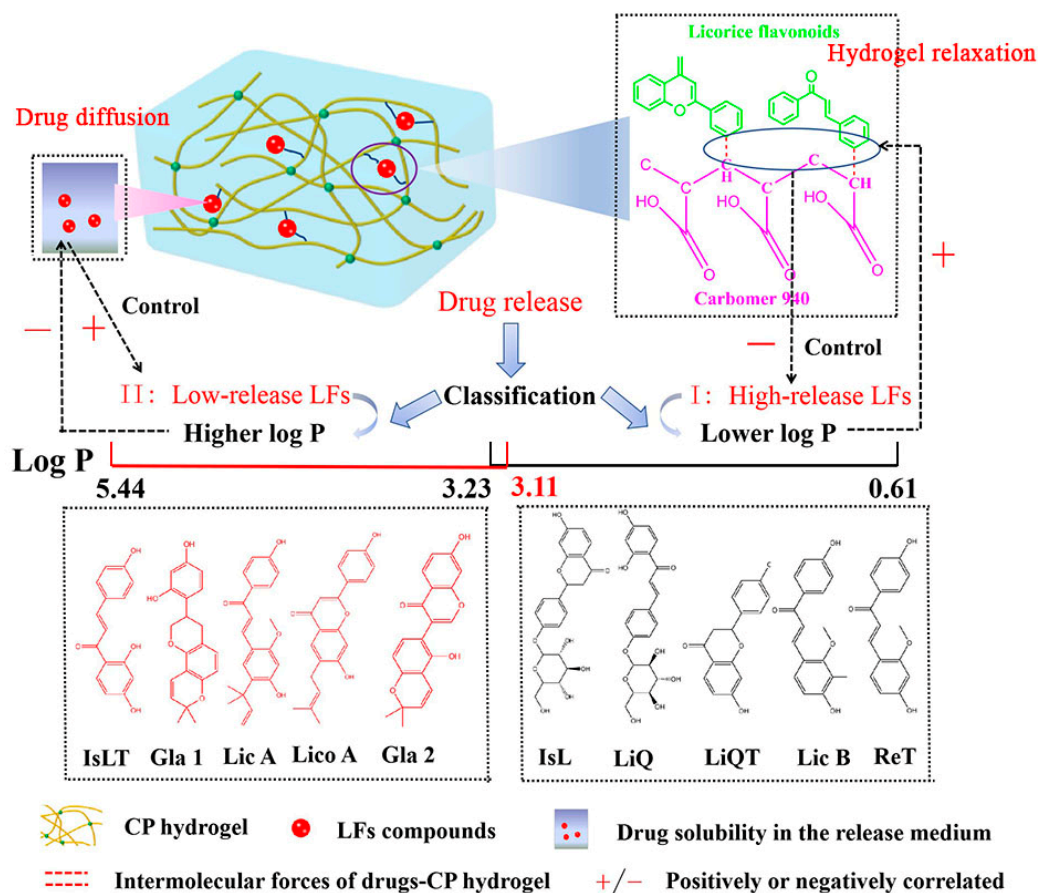 Licorice flavonoids
Hydrogel relaxation
Drug diffusion
O
O
C
C
H
CH
HO
HO
HO
O
O
O
Carbomer 940
Drug release
Control
Control
− +
− +
II: Low-release LFs
Classification
I: High-release LFs
Higher log P
Lower log P
Log P
5.44
3.23
3.11
0.61
IsLT Gla 1 Lic A Lico A Gla 2
IsL LiQ LiQT Lic B ReT
CP hydrogel
LFs compounds
Drug solubility in the release medium
Intermolecular forces of drugs-CP hydrogel
+/− Positively or negatively correlated